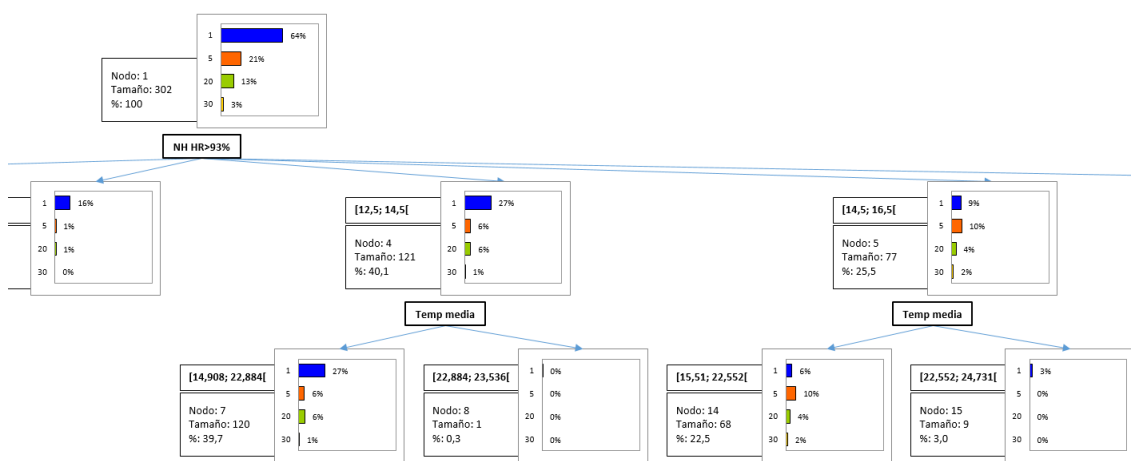 1 64%
5 21%
20 13%
30 3%
Nodo: 1
Tamaño: 302
%: 100
NH HR>93%
1 16%
5 1%
20 1%
30 0%
[12,5; 14,5[
1 27%
5 6%
20 6%
30 1%
Nodo: 4
Tamaño: 121
%: 40,1
[14,5; 16,5[
1 9%
5 10%
20 4%
30 2%
Nodo: 5
Tamaño: 77
%: 25,5
Temp media
Temp media
[14,908; 22,884[
1 27%
5 6%
20 6%
30 1%
Nodo: 7
Tamaño: 120
%: 39,7
[22,884; 23,536[
1 0%
5 0%
20 0%
30 0%
Nodo: 8
Tamaño: 1
%: 0,3
[15,51; 22,552[
1 6%
5 10%
20 4%
30 2%
Nodo: 14
Tamaño: 68
%: 22,5
[22,552; 24,731[
1 3%
5 0%
20 0%
30 0%
Nodo: 15
Tamaño: 9
%: 3,0